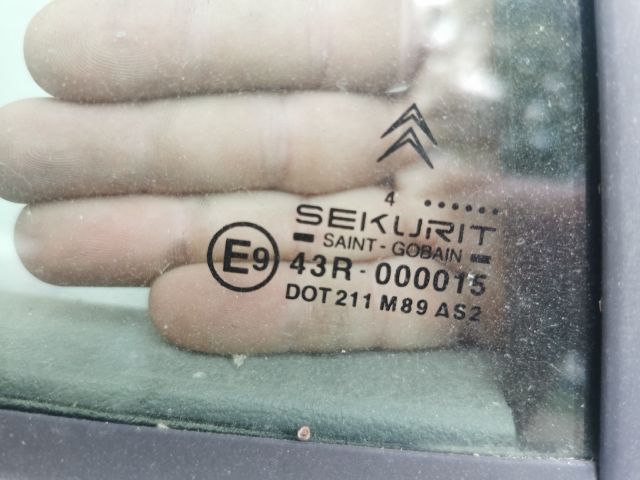 4 ••••••
SEKURIT
SAINT - GOBAIN
E9 43R - 000015
DOT 211 M89 AS2